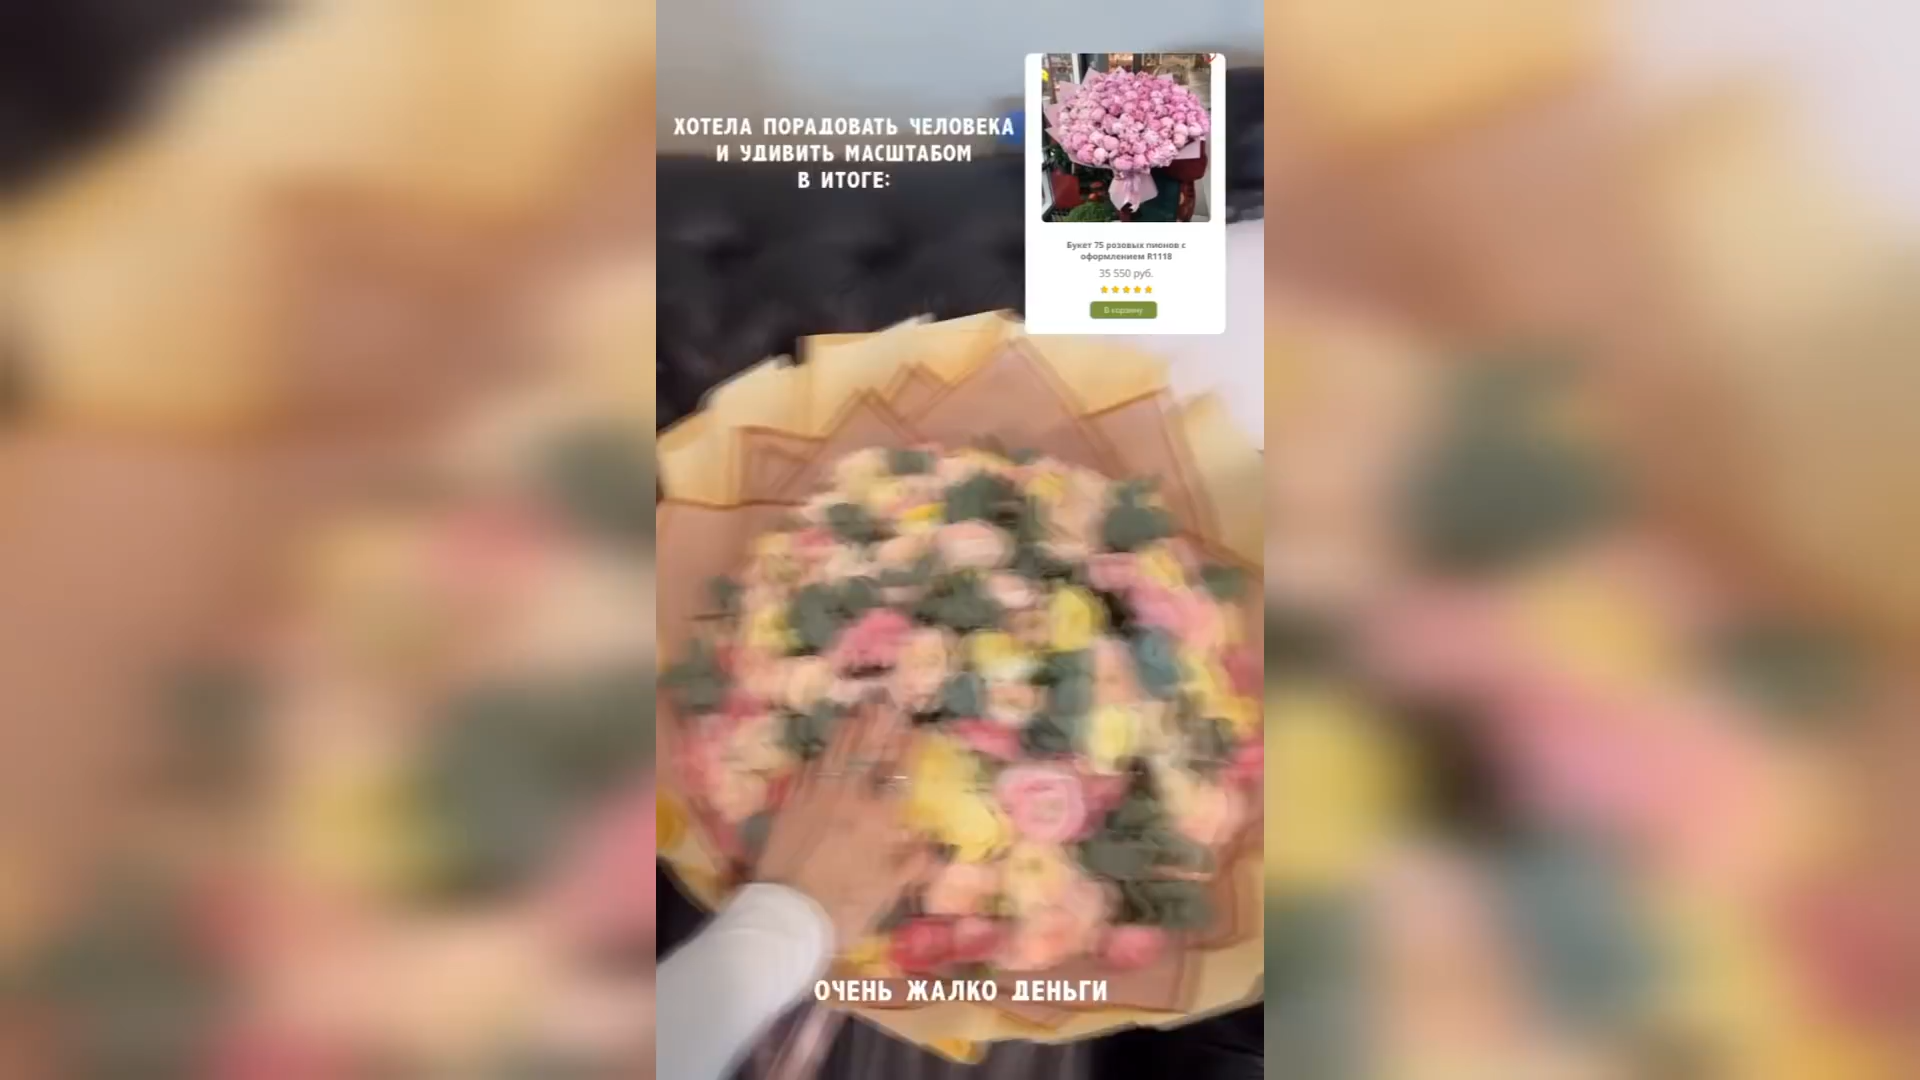 ХОТЕЛА ПОРАДОВАТЬ ЧЕЛОВЕКА
И УДИВИТЬ МАСШТАБОМ
В ИТОГЕ:
Букет 75 розовых пионов с
оформлением R1118
35 550 руб.
В корзину
ОЧЕНЬ ЖАЛКО ДЕНЬГИ